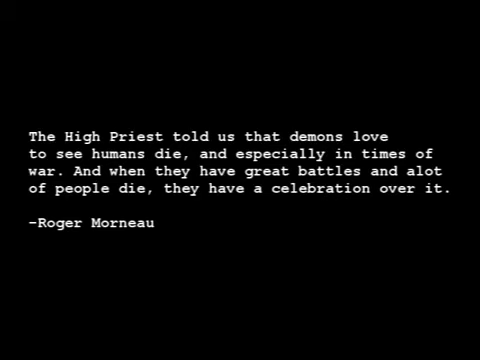 The High Priest told us that demons love
to see humans die, and especially in times of
war. And when they have great battles and alot
of people die, they have a celebration over it.
-Roger Morneau